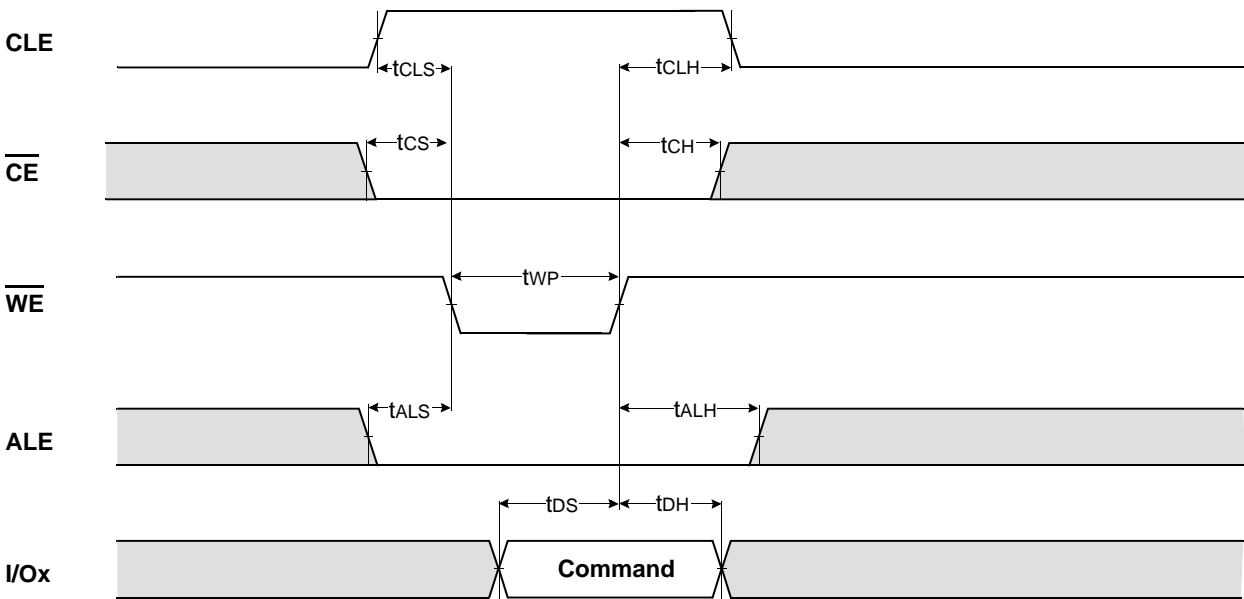 CLE
tCLS
tCLH
CE
tCS
tCH
WE
tWP
ALE
tALS
tALH
tDS
tDH
I/Ox
Command